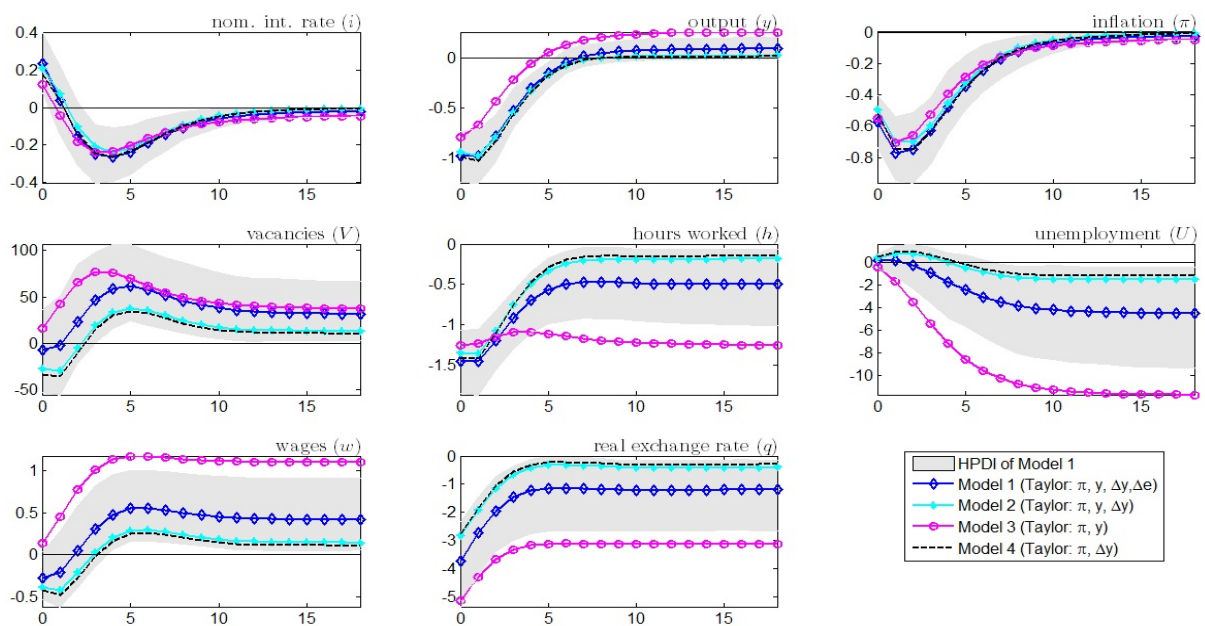 nom. int. rate (i)
0.4
0.2
0
-0.2
-0.4
0 5 10 15
output (y)
0
-0.5
-1
0 5 10 15
inflation (π)
0
-0.2
-0.4
-0.6
-0.8
0 5 10 15
vacancies (V)
100
50
0
-50
0 5 10 15
hours worked (h)
0
-0.5
-1
-1.5
0 5 10 15
unemployment (U)
0
-2
-4
-6
-8
-10
0 5 10 15
wages (w)
1
0.5
0
-0.5
0 5 10 15
real exchange rate (q)
0
-1
-2
-3
-4
-5
0 5 10 15
HPDI of Model 1
Model 1 (Taylor: π, y, Δy,Δe)
Model 2 (Taylor: π, y, Δy)
Model 3 (Taylor: π, y)
Model 4 (Taylor: π, Δy)